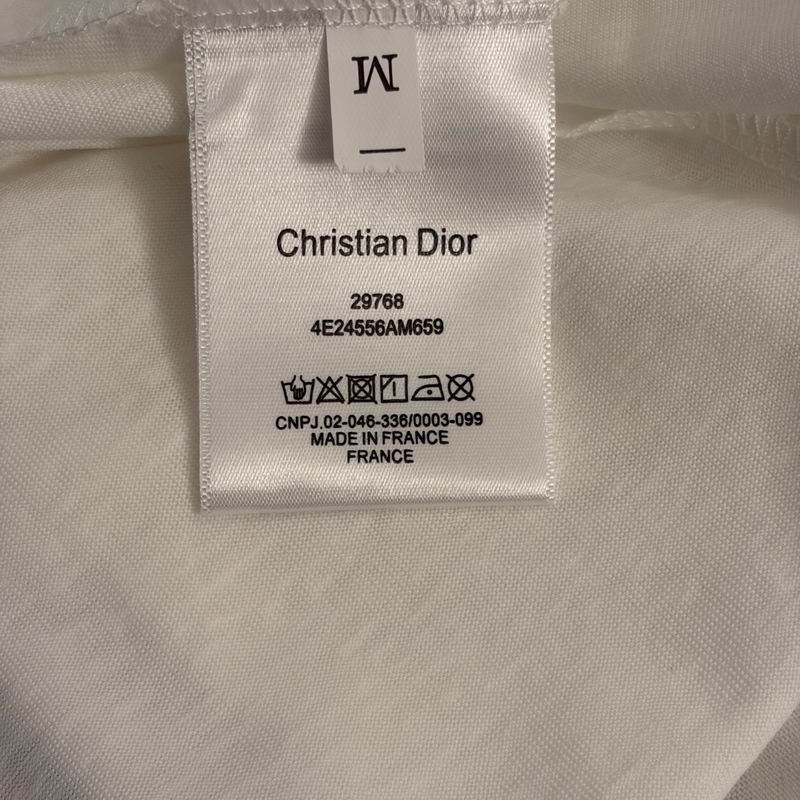 M
Christian Dior
29768
4E24556AM659
CNPJ.02-046-336/0003-099
MADE IN FRANCE
FRANCE